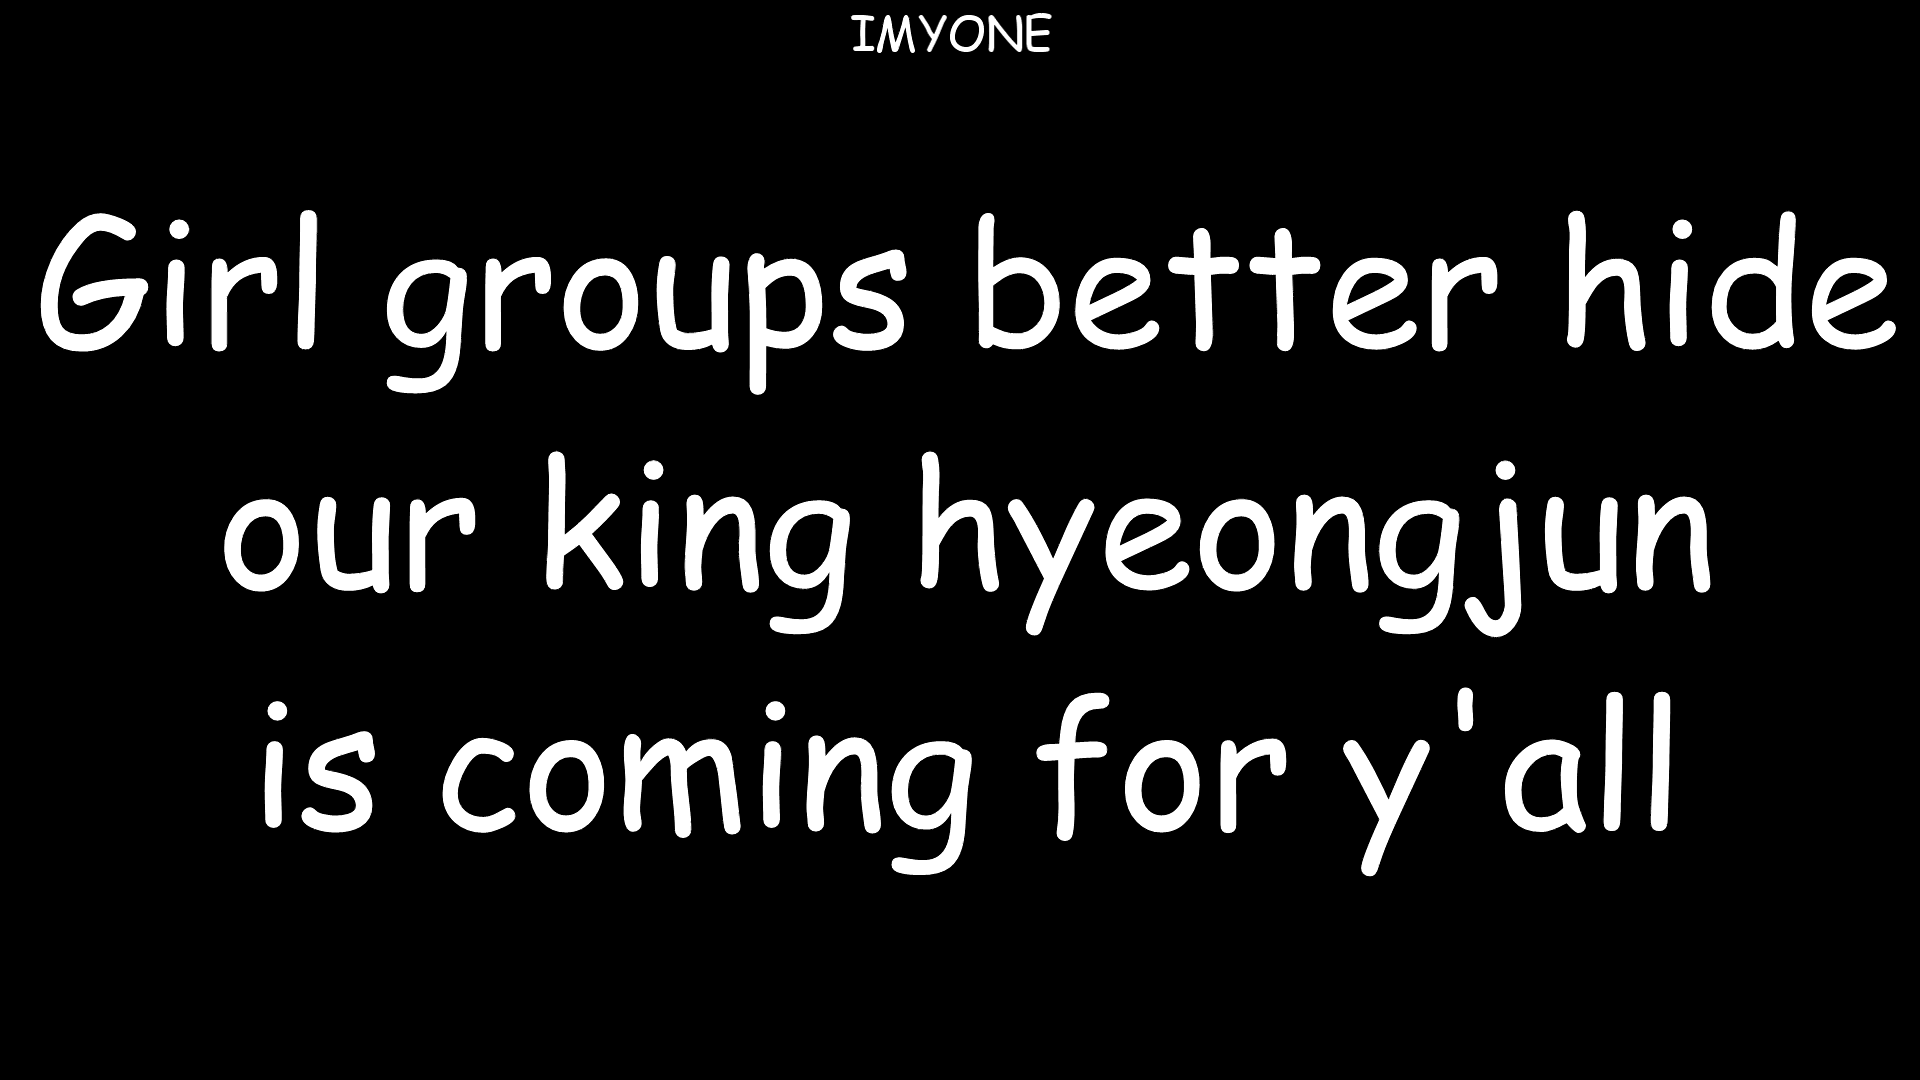 IMYONE
Girl groups better hide
our king hyeongjun
is coming for y'all